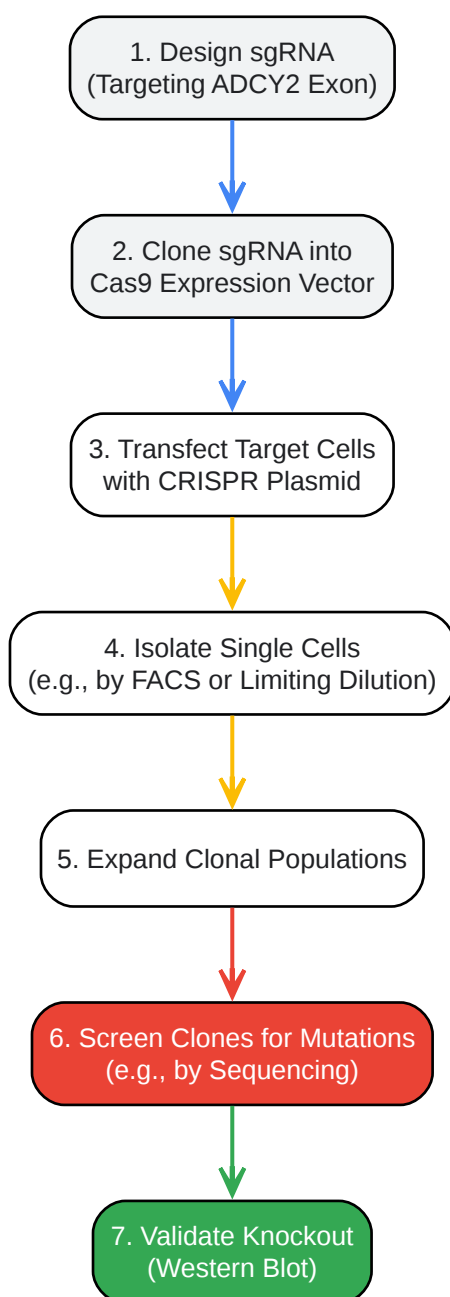 1. Design sgRNA
(Targeting ADCY2 Exon)
2. Clone sgRNA into
Cas9 Expression Vector
3. Transfect Target Cells
with CRISPR Plasmid
4. Isolate Single Cells
(e.g., by FACS or Limiting Dilution)
5. Expand Clonal Populations
6. Screen Clones for Mutations
(e.g., by Sequencing)
7. Validate Knockout
(Western Blot)